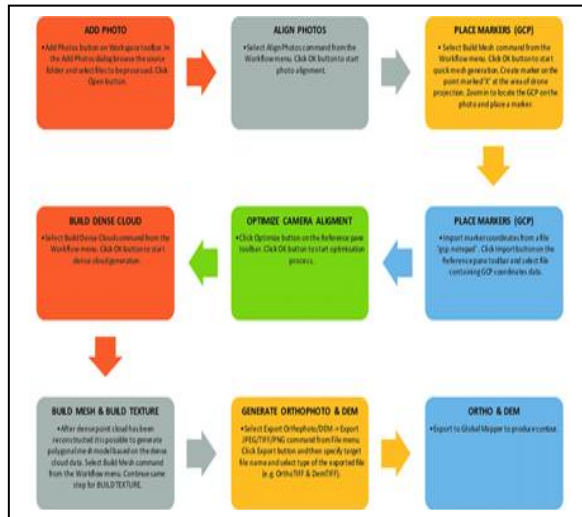 ADD PHOTO
• Add Photos button on Workspace toolbar. In
the Add Photos dialog browse the source
folder and select files to be processed. Click
Open button.
ALIGN PHOTOS
• Select Align Photos command from the
Workflow menu. Click OK button to start
photo alignment.
PLACE MARKERS (GCP)
• Select Build Mesh command from the
Workflow menu. Click OK button to start
quick mesh generation. Create marker on the
point marked 'X' at the area of drone
projection. Zoom in to locate the GCP on the
photo and place a marker.
BUILD DENSE CLOUD
• Select Build Dense Cloud command from the
Workflow menu. Click OK button to start
dense cloud generation.
OPTIMIZE CAMERA ALIGMENT
• Click Optimize button on the Reference pane
toolbar. Click OK button to start optimization
process.
PLACE MARKERS (GCP)
• Import marker coordinates from a file
notepad". Click Import button on the
Reference pane toolbar and select file
containing GCP coordinates data.
BUILD MESH & BUILD TEXTURE
• After dense point cloud has been
reconstructed it is possible to generate
polygonal mesh model based on the dense
cloud data. Select Build Mesh command
from the Workflow menu. Continue same
step for BUILD TEXTURE.
GENERATE ORTHOPHOTO & DEM
• Select Export Orthophoto/DEM → Export
JPEG/TIFF/PNG command from File menu.
Click Export button and then specify target
file name and select type of the exported file
(e.g. OrthoTIFF & DemTIFF).
ORTHO & DEM
• Export to Global Mapper to produce contour.